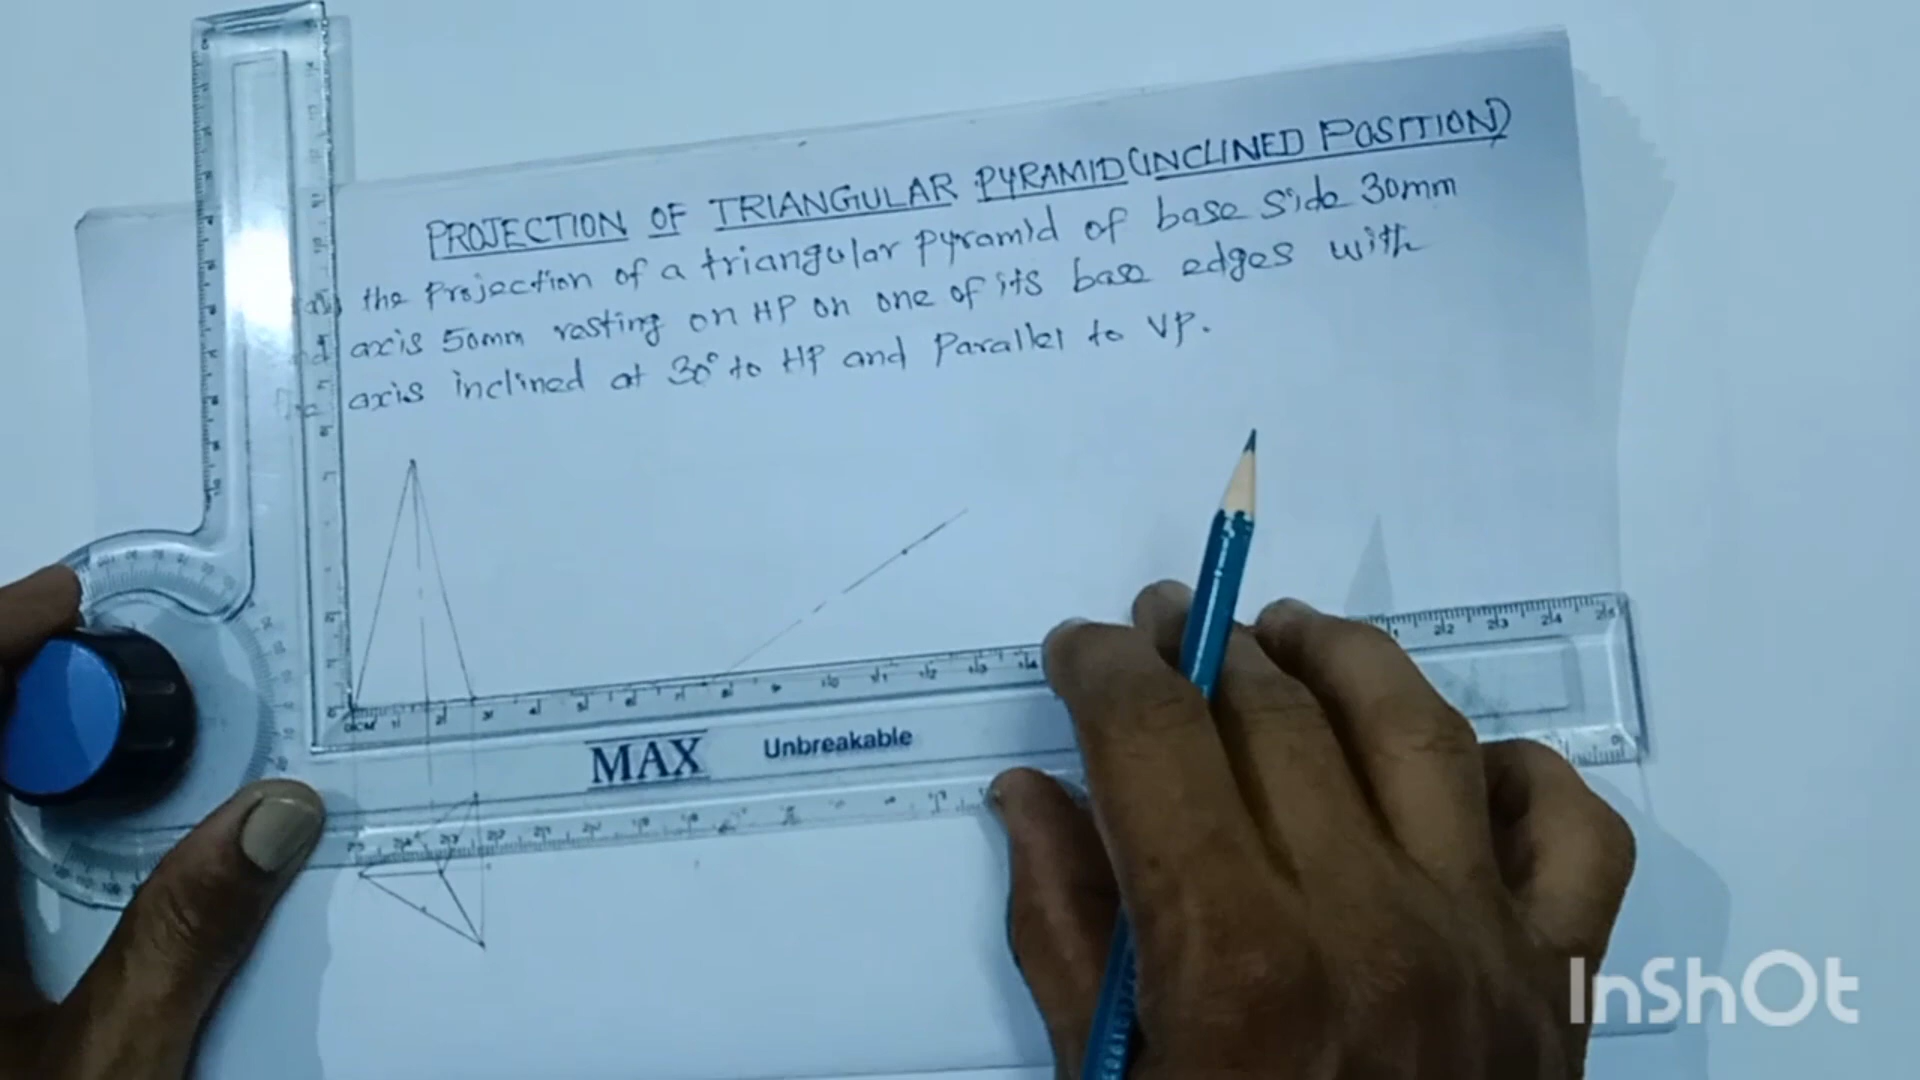 PROJECTION OF TRIANGULAR PYRAMID (INCLINED POSITION)
the Projection of a triangular pyramid of base side 30mm
axis 50mm resting on HP on one of its base edges with
axis inclined at 30° to HP and Parallel to VP.
MAX Unbreakable
InShOt